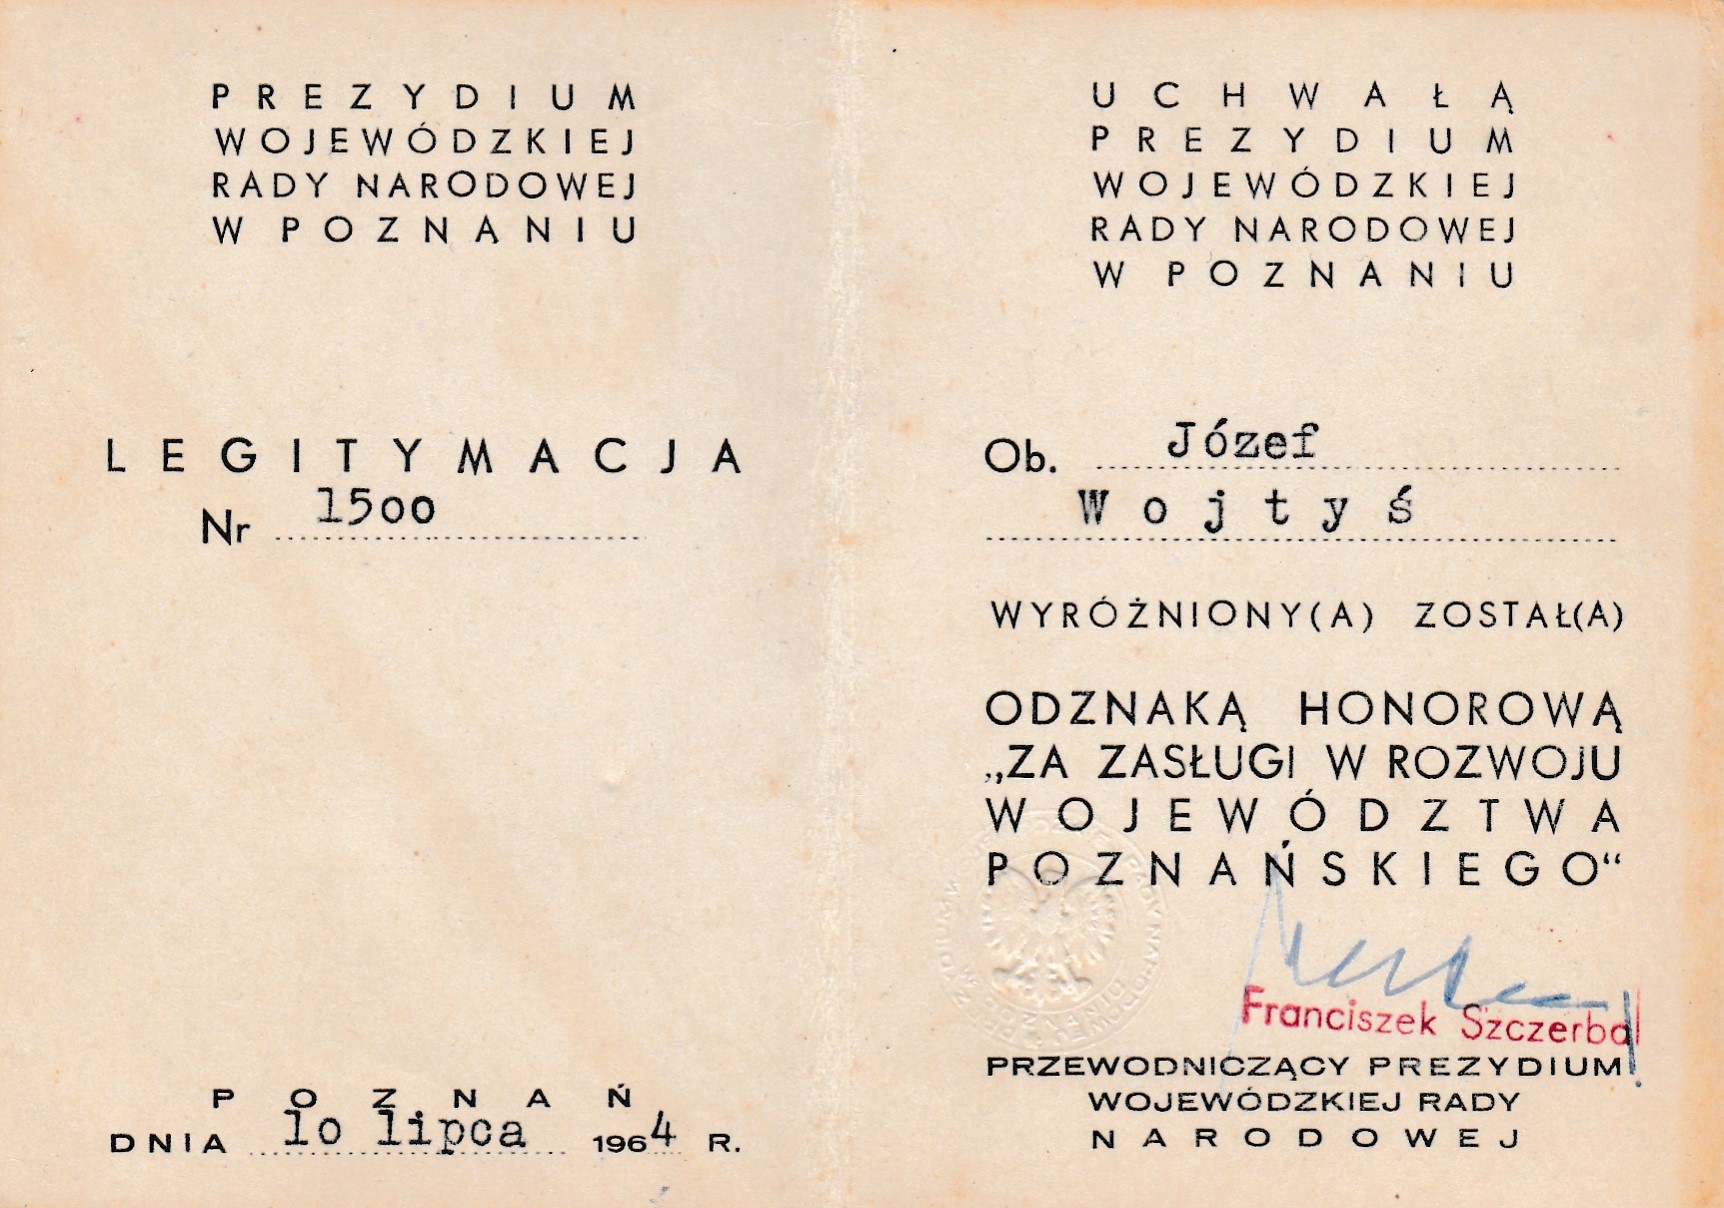 PREZYDIUM
WOJEWÓDZKIEJ
RADY NARODOWEJ
W POZNANIU
LEGITYMACJA
Nr 1500
POZNAŃ
DNIA 10 lipca 1964 R.
UCHWAŁĄ
PREZYDIUM
WOJEWÓDZKIEJ
RADY NARODOWEJ
W POZNANIU
Ob. Józef
Wojtyś
WYRÓŻNIONY(A) ZOSTAŁ(A)
ODZNAKĄ HONOROWĄ
„ZA ZASŁUGI W ROZWOJU
WOJEWÓDZTWA
POZNAŃSKIEGO“
Franciszek Szczerbal
PRZEWODNICZĄCY PREZYDIUM
WOJEWÓDZKIEJ RADY
NARODOWEJ